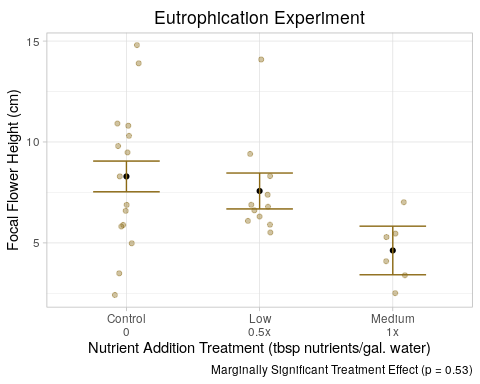 Eutrophication Experiment
Focal Flower Height (cm)
15
10
5
Control
0
Low
0.5x
Medium
1x
Nutrient Addition Treatment (tbsp nutrients/gal. water)
Marginally Significant Treatment Effect (p = 0.53)